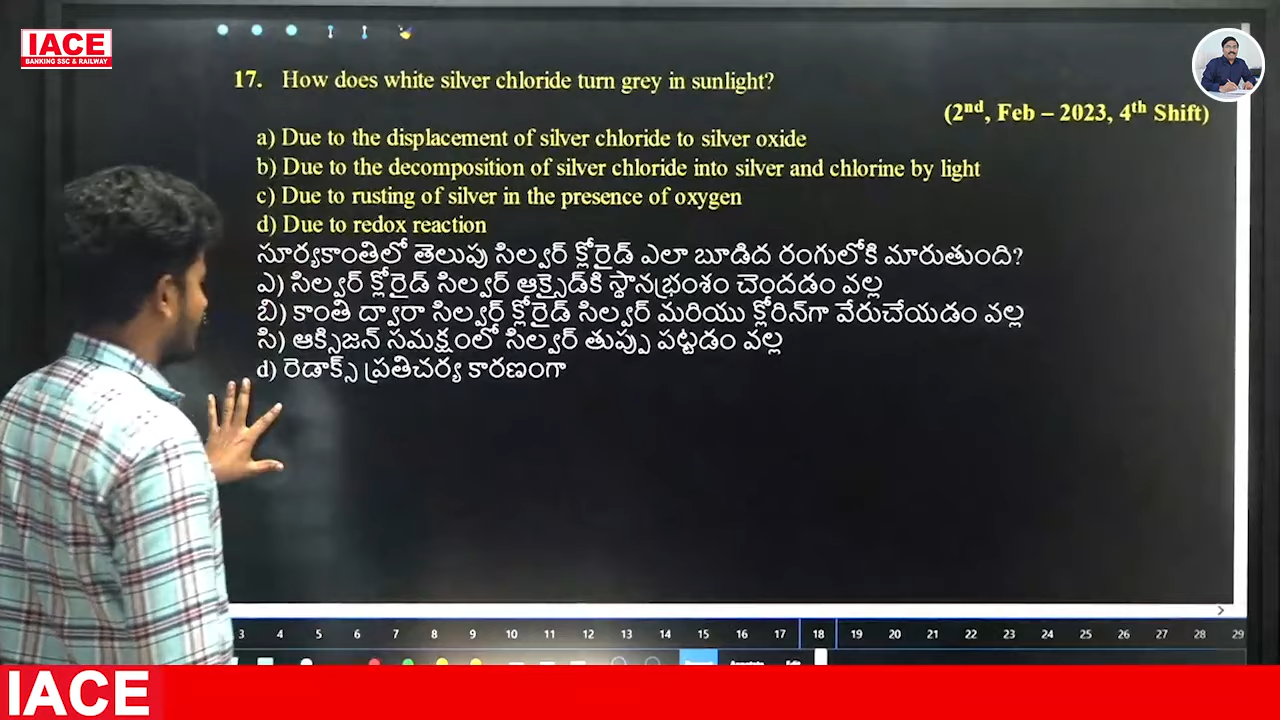 IACE
BANKING SSC & RAILWAY
17. How does white silver chloride turn grey in sunlight?
(2nd, Feb – 2023, 4th Shift)
a) Due to the displacement of silver chloride to silver oxide
b) Due to the decomposition of silver chloride into silver and chlorine by light
c) Due to rusting of silver in the presence of oxygen
d) Due to redox reaction
సూర్యకాంతిలో తెలుపు సిల్వర్ క్లోరైడ్ ఎలా బూడిద రంగులోకి మారుతుంది?
ఎ) సిల్వర్ క్లోరైడ్ సిల్వర్ ఆక్సైడ్‌కి స్థానభ్రంశం చెందడం వల్ల
బి) కాంతి ద్వారా సిల్వర్ క్లోరైడ్ సిల్వర్ మరియు క్లోరిన్‌గా వేరుచేయడం వల్ల
సి) ఆక్సిజన్ సమక్షంలో సిల్వర్ తుప్పు పట్టడం వల్ల
d) రెడాక్స్ ప్రతిచర్య కారణంగా
3 4 5 6 7 8 9 10 11 12 13 14 15 16 17 18 19 20 21 22 23 24 25 26 27 28 29
IACE